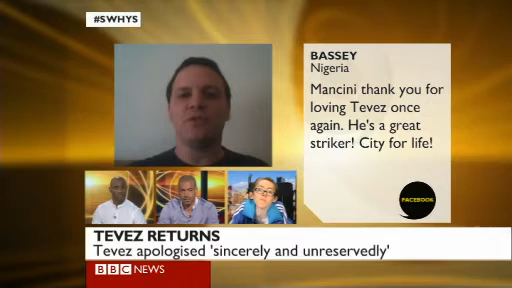 #SWHYS
BASSEY
Nigeria
Mancini thank you for
loving Tevez once
again. He's a great
striker! City for life!
FACEBOOK
TEVEZ RETURNS
Tevez apologised 'sincerely and unreservedly'
BBC NEWS